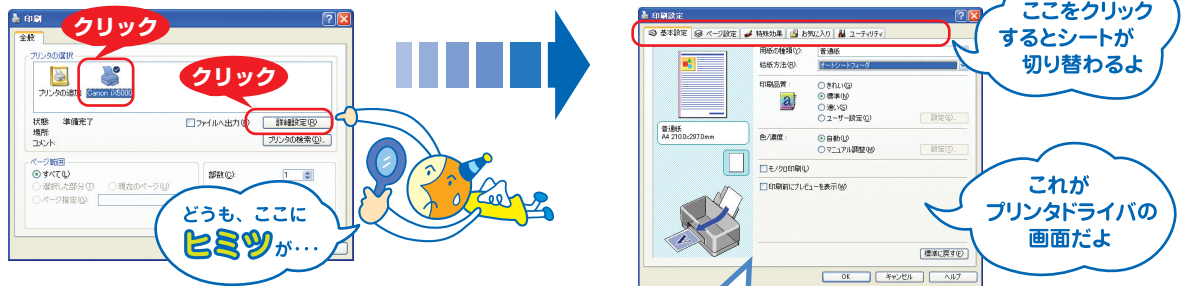 印刷
クリック
全般
プリンタの選択
クリック
プリンタの追加
Canon iX5000
状態: 準備完了
場所:
コメント:
ファイルへ出力(F)
詳細設定(R)
プリンタの検索(D)...
ページ範囲
すべて(L)
選択した部分(T)
現在のページ(U)
ページ指定(G):
部数(C):
1
どうも、ここに
ヒミツが・・・
印刷設定
基本設定
ページ設定
特殊効果
お気に入り
ユーティリティ
用紙の種類(Y):
普通紙
給紙方法(R):
オートシートフィーダ
印刷品質:
きれい(G)
標準(N)
速い(S)
ユーザー設定(C)
設定(E)...
普通紙
A4 210.0x297.0mm
色/濃度:
自動(U)
マニュアル調整(M)
設定(T)...
モノクロ印刷(L)
印刷前にプレビューを表示(W)
標準に戻す(F)
OK
キャンセル
ヘルプ
ここをクリック
するとシートが
切り替わるよ
これが
プリンタドライバの
画面だよ